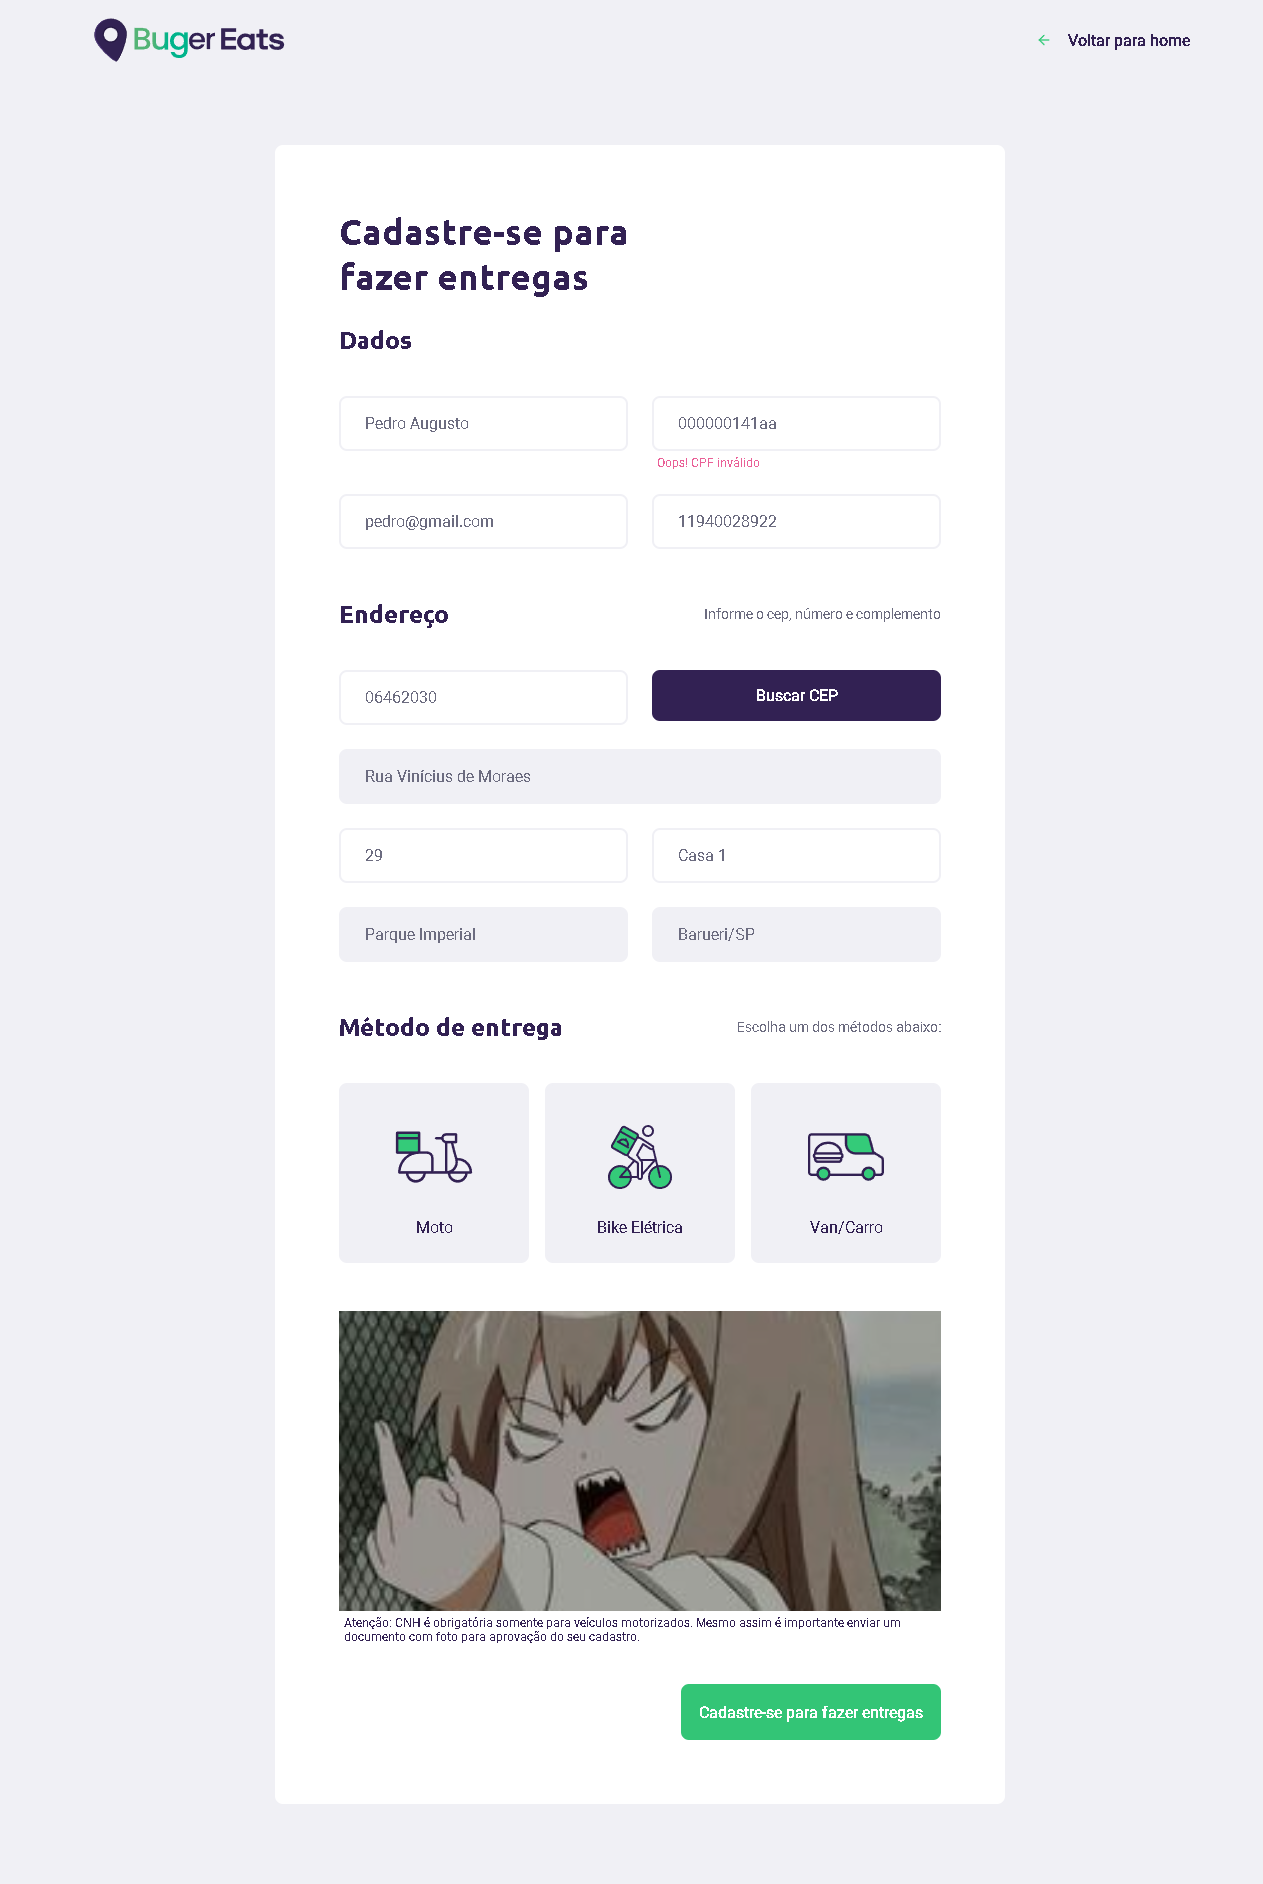 Buger Eats
Voltar para home
Cadastre-se para
fazer entregas
Dados
Pedro Augusto
000000141aa
Oops! CPF inválido
pedro@gmail.com
11940028922
Endereço
Informe o cep, número e complemento
06462030
Buscar CEP
Rua Vinícius de Moraes
29
Casa 1
Parque Imperial
Barueri/SP
Método de entrega
Escolha um dos métodos abaixo:
Moto
Bike Elétrica
Van/Carro
Atenção: CNH é obrigatória somente para veículos motorizados. Mesmo assim é importante enviar um
documento com foto para aprovação do seu cadastro.
Cadastre-se para fazer entregas